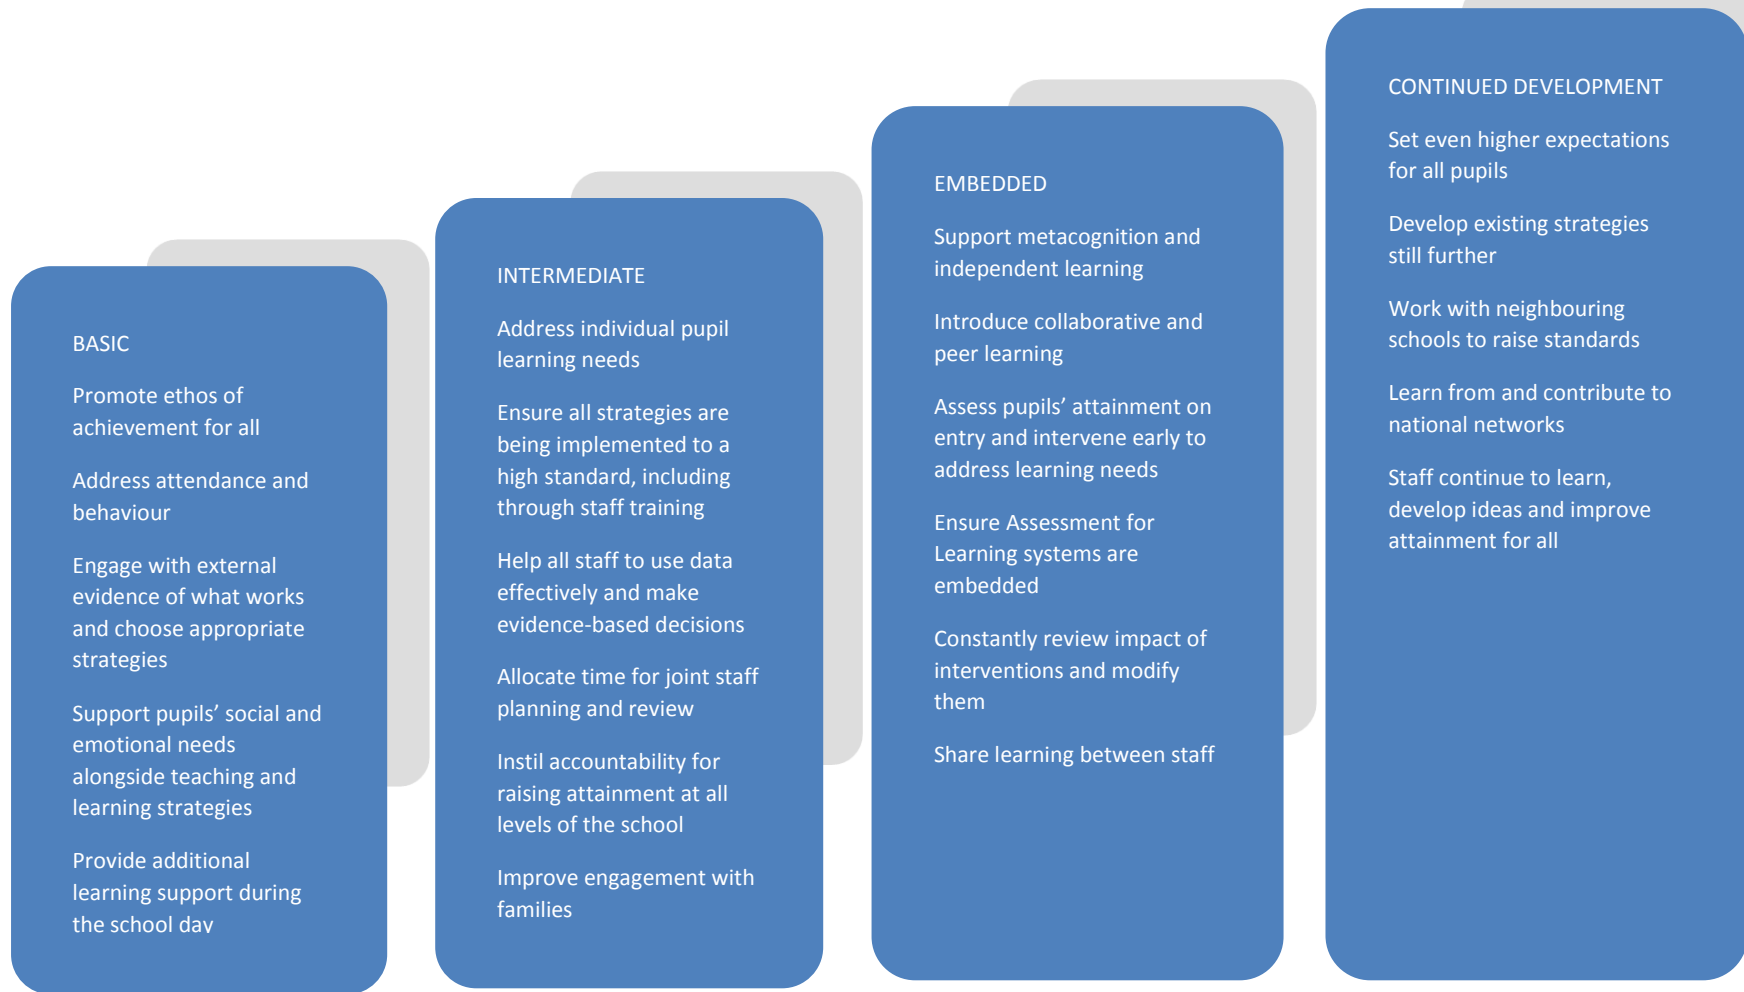 BASIC
Promote ethos of
achievement for all
Address attendance and
behaviour
Engage with external
evidence of what works
and choose appropriate
strategies
Support pupils’ social and
emotional needs
alongside teaching and
learning strategies
Provide additional
learning support during
the school day
INTERMEDIATE
Address individual pupil
learning needs
Ensure all strategies are
being implemented to a
high standard, including
through staff training
Help all staff to use data
effectively and make
evidence-based decisions
Allocate time for joint staff
planning and review
Instil accountability for
raising attainment at all
levels of the school
Improve engagement with
families
EMBEDDED
Support metacognition and
independent learning
Introduce collaborative and
peer learning
Assess pupils’ attainment on
entry and intervene early to
address learning needs
Ensure Assessment for
Learning systems are
embedded
Constantly review impact of
interventions and modify
them
Share learning between staff
CONTINUED DEVELOPMENT
Set even higher expectations
for all pupils
Develop existing strategies
still further
Work with neighbouring
schools to raise standards
Learn from and contribute to
national networks
Staff continue to learn,
develop ideas and improve
attainment for all